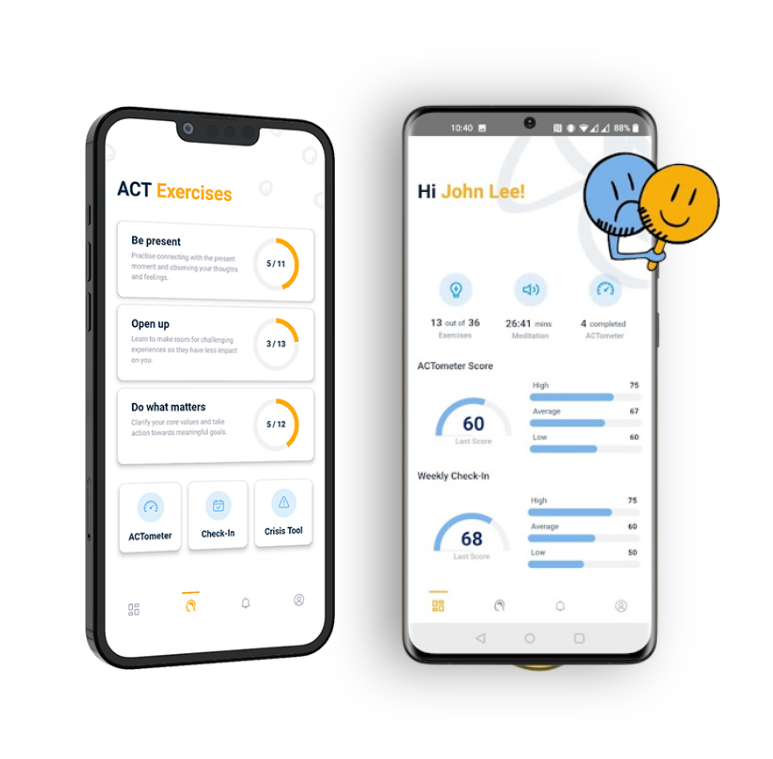 ACT Exercises
Be present
Practise connecting with the present
moment and observing your thoughts
and feelings.
5 / 11
Open up
Learn to make room for challenging
experiences so they have less impact
on you.
3 / 13
Do what matters
Clarify your core values and take
action towards meaningful goals.
5 / 12
ACTometer
Check-In
Crisis Tool
10:40
88%
Hi John Lee!
13 out of 36
Exercises
26:41 mins
Meditation
4 completed
ACTometer
ACTometer Score
60
Last Score
High 75
Average 67
Low 60
Weekly Check-In
68
Last Score
High 75
Average 60
Low 50